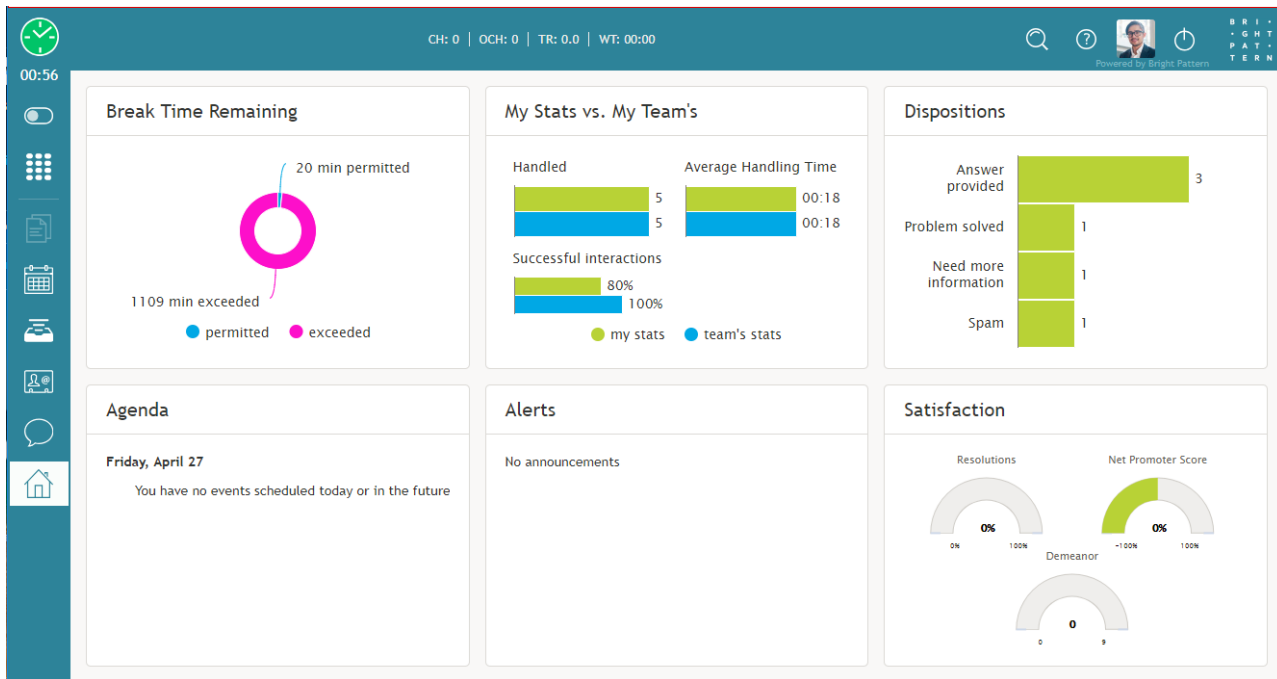 CH: 0 | OCH: 0 | TR: 0.0 | WT: 00:00
B R I ·
· G H T
P A T ·
T E R N
Powered by Bright Pattern
00:56
Break Time Remaining
20 min permitted
1109 min exceeded
permitted exceeded
My Stats vs. My Team's
Handled
5
5
Average Handling Time
00:18
00:18
Successful interactions
80%
100%
my stats team's stats
Dispositions
Answer
provided
3
Problem solved
1
Need more
information
1
Spam
1
Agenda
Friday, April 27
You have no events scheduled today or in the future
Alerts
No announcements
Satisfaction
Resolutions
0%
0% 100%
Net Promoter Score
0%
-100% 100%
Demeanor
0
0 9